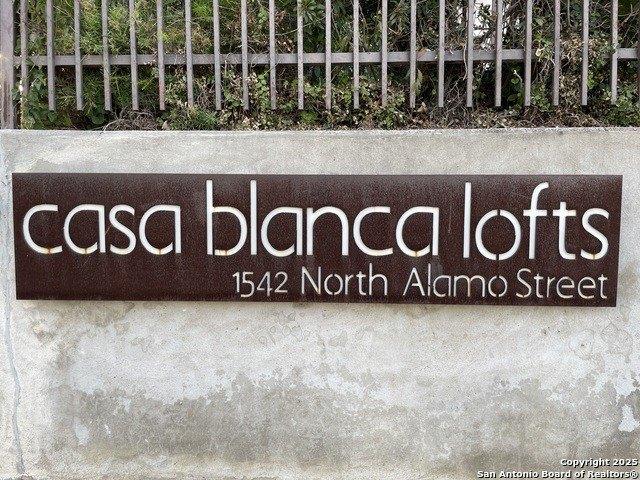 casa blanca lofts
1542 North Alamo Street
Copyright 2025
San Antonio Board of Realtors®